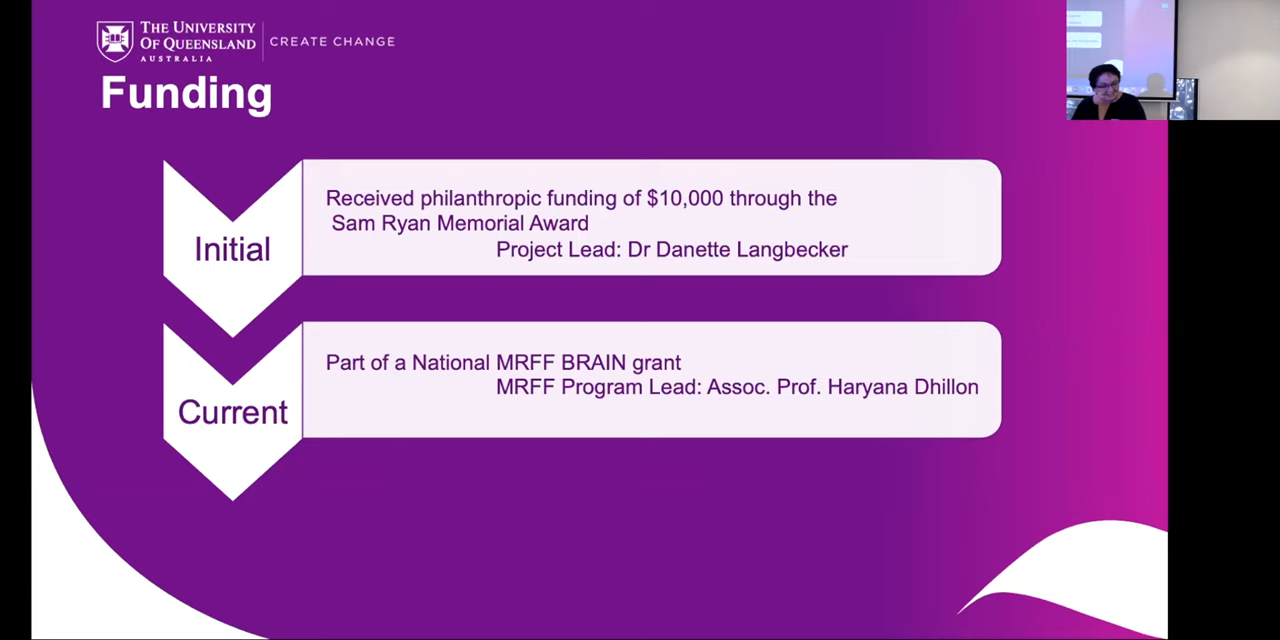 THE UNIVERSITY
OF QUEENSLAND
AUSTRALIA
CREATE CHANGE
Funding
Initial
Received philanthropic funding of $10,000 through the
Sam Ryan Memorial Award
Project Lead: Dr Danette Langbecker
Current
Part of a National MRFF BRAIN grant
MRFF Program Lead: Assoc. Prof. Haryana Dhillon